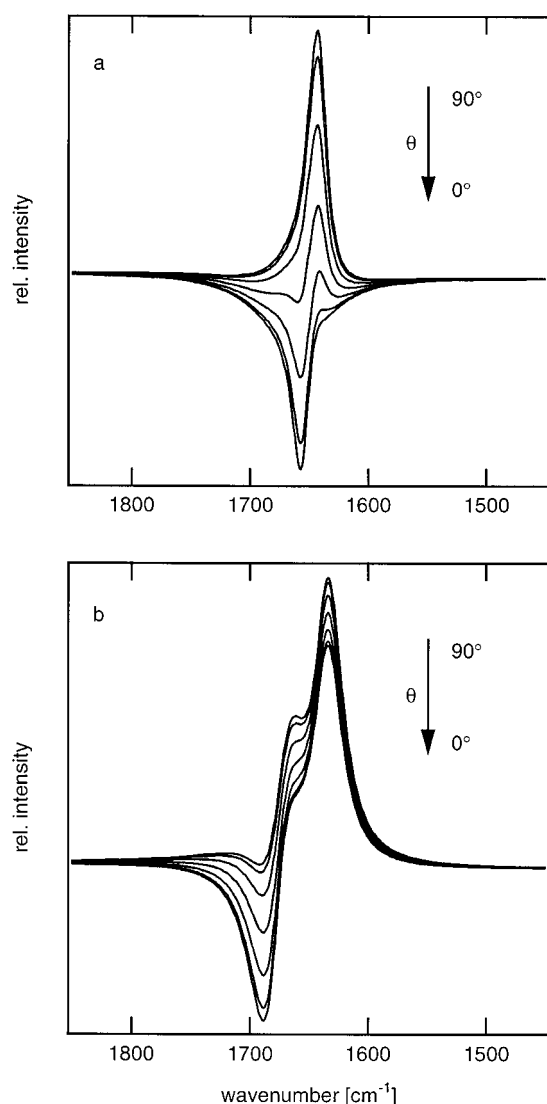 a
90°
θ
0°
rel. intensity
1800 1700 1600 1500
b
90°
θ
0°
rel. intensity
1800 1700 1600 1500
wavenumber [cm⁻¹]